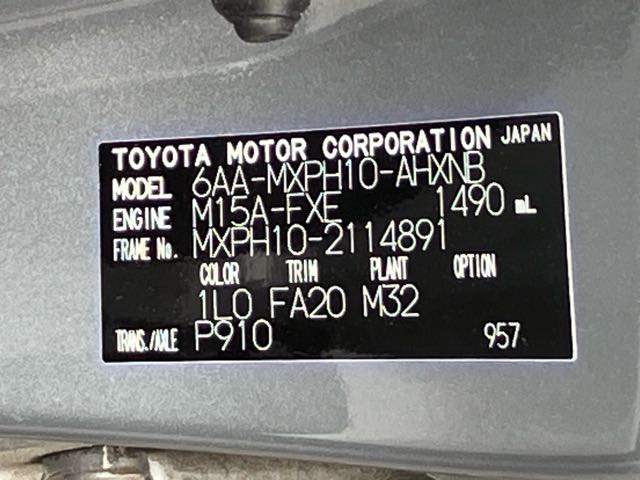 TOYOTA MOTOR CORPORATION JAPAN
MODEL 6AA-MXPH10-AHXNB
ENGINE M15A-FXE 1490 mL
FRAME No. MXPH10-2114891
COLOR TRIM PLANT OPTION
1L0 FA20 M32
TRANS./AXLE P910 957